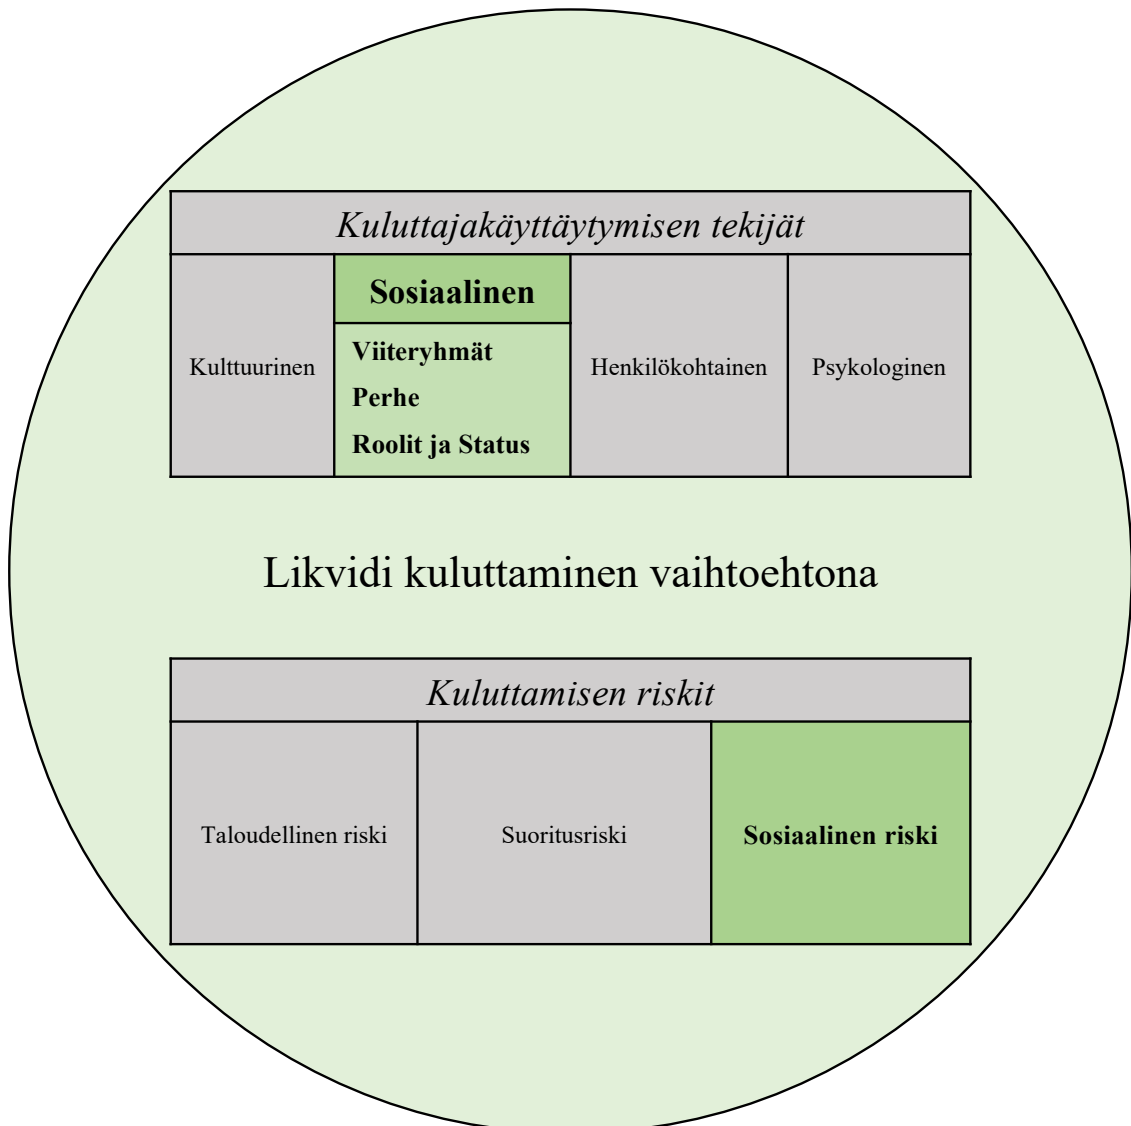 Kuluttajakäyttäytymisen tekijät
Kulttuurinen
Sosiaalinen
Viiteryhmät
Perhe
Roolit ja Status
Henkilökohtainen
Psykologinen
Likvidi kuluttaminen vaihtoehtona
Kuluttamisen riskit
Taloudellinen riski
Suoritusriski
Sosiaalinen riski